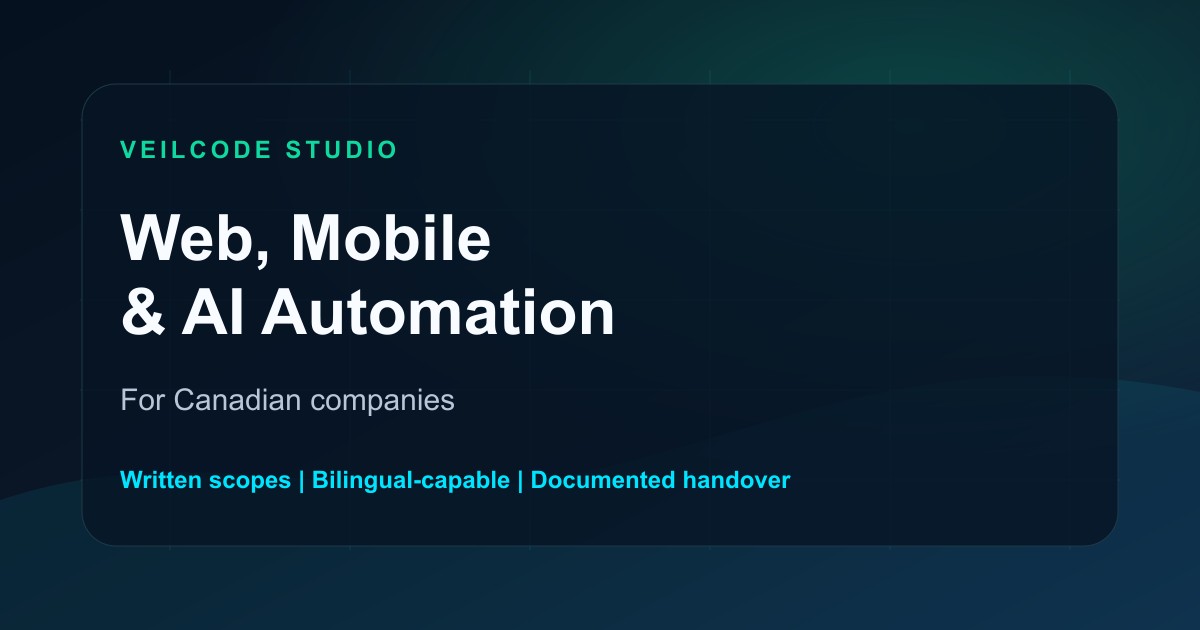 VEILCODE STUDIO
Web, Mobile
& AI Automation
For Canadian companies
Written scopes | Bilingual-capable | Documented handover